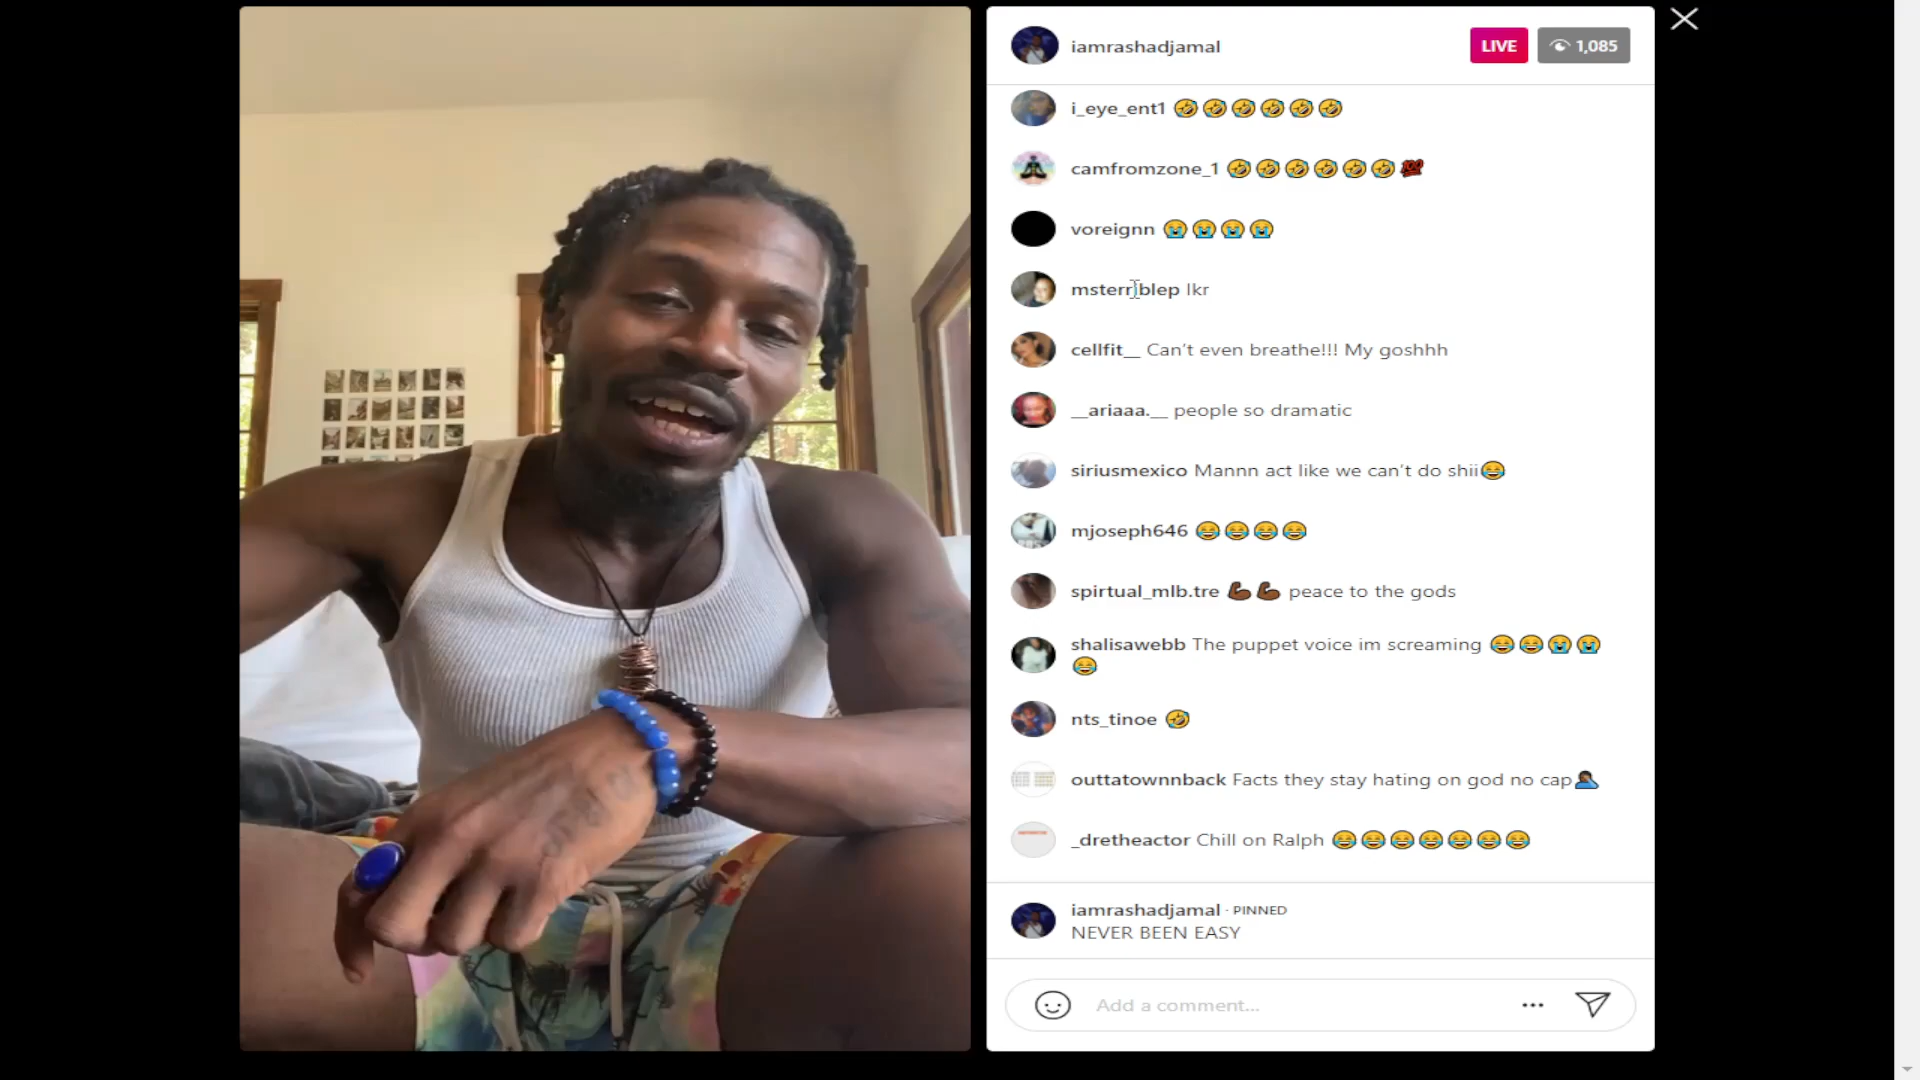 iamrashadjamal
LIVE
1,085
i_eye_ent1 🤣🤣🤣🤣🤣🤣
camfromzone_1 🤣🤣🤣🤣🤣🤣💯
voreignn 😭😭😭😭
msterriblep Ikr
cellfit__ Can't even breathe!!! My goshhh
__ariaaa.__ people so dramatic
siriusmexico Mannn act like we can't do shii😂
mjoseph646 😂😂😂😂
spirtual_mlb.tre 💪🏿💪🏿 peace to the gods
shalisawebb The puppet voice im screaming 😂😂😭😭
😂
nts_tinoe 🤣
outtatownnback Facts they stay hating on god no cap🤦🏿‍♂️
_dretheactor Chill on Ralph 😂😂😂😂😂😂😂
iamrashadjamal · PINNED
NEVER BEEN EASY
Add a comment...